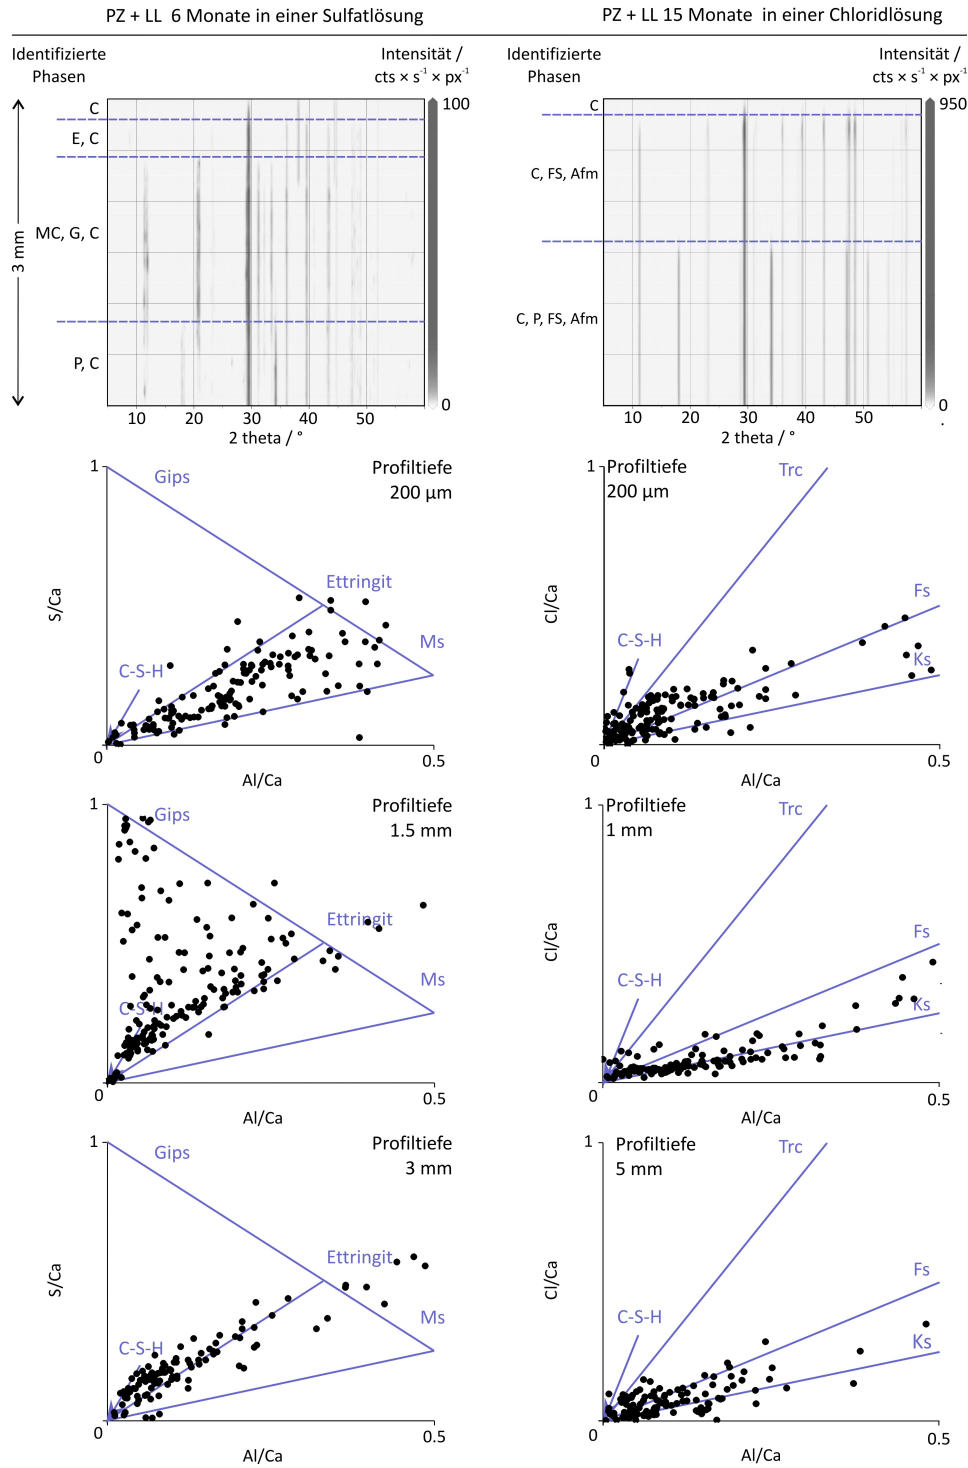 PZ + LL 6 Monate in einer Sulfatlösung
PZ + LL 15 Monate in einer Chloridlösung
Identifizierte
Phasen
Intensität /
cts × s⁻¹ × px⁻¹
Identifizierte
Phasen
Intensität /
cts × s⁻¹ × px⁻¹
3 mm
C
E, C
MC, G, C
P, C
100
0
10 20 30 40 50
2 theta / °
C
C, FS, Afm
C, P, FS, Afm
950
0
10 20 30 40 50
2 theta / °
1
Gips
Profiltiefe
200 µm
Ettringit
Ms
C-S-H
S/Ca
0
0.5
Al/Ca
1
Profiltiefe
200 µm
Trc
Fs
C-S-H
Ks
Cl/Ca
0
0.5
Al/Ca
1
Gips
Profiltiefe
1.5 mm
Ettringit
Ms
C-S-H
0
0.5
Al/Ca
1
Profiltiefe
1 mm
Trc
Fs
C-S-H
Ks
Cl/Ca
0
0.5
Al/Ca
1
Gips
Profiltiefe
3 mm
Ettringit
Ms
C-S-H
S/Ca
0
0.5
Al/Ca
1
Profiltiefe
5 mm
Trc
Fs
C-S-H
Ks
Cl/Ca
0
0.5
Al/Ca